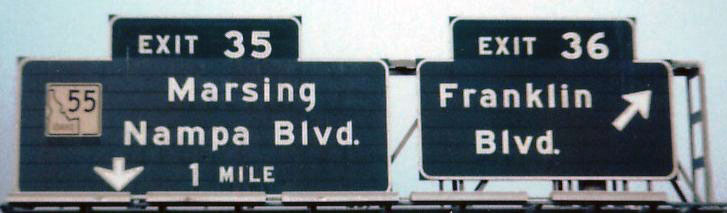 EXIT 35
55
IDAHO
Marsing
Nampa Blvd.
1 MILE
EXIT 36
Franklin
Blvd.